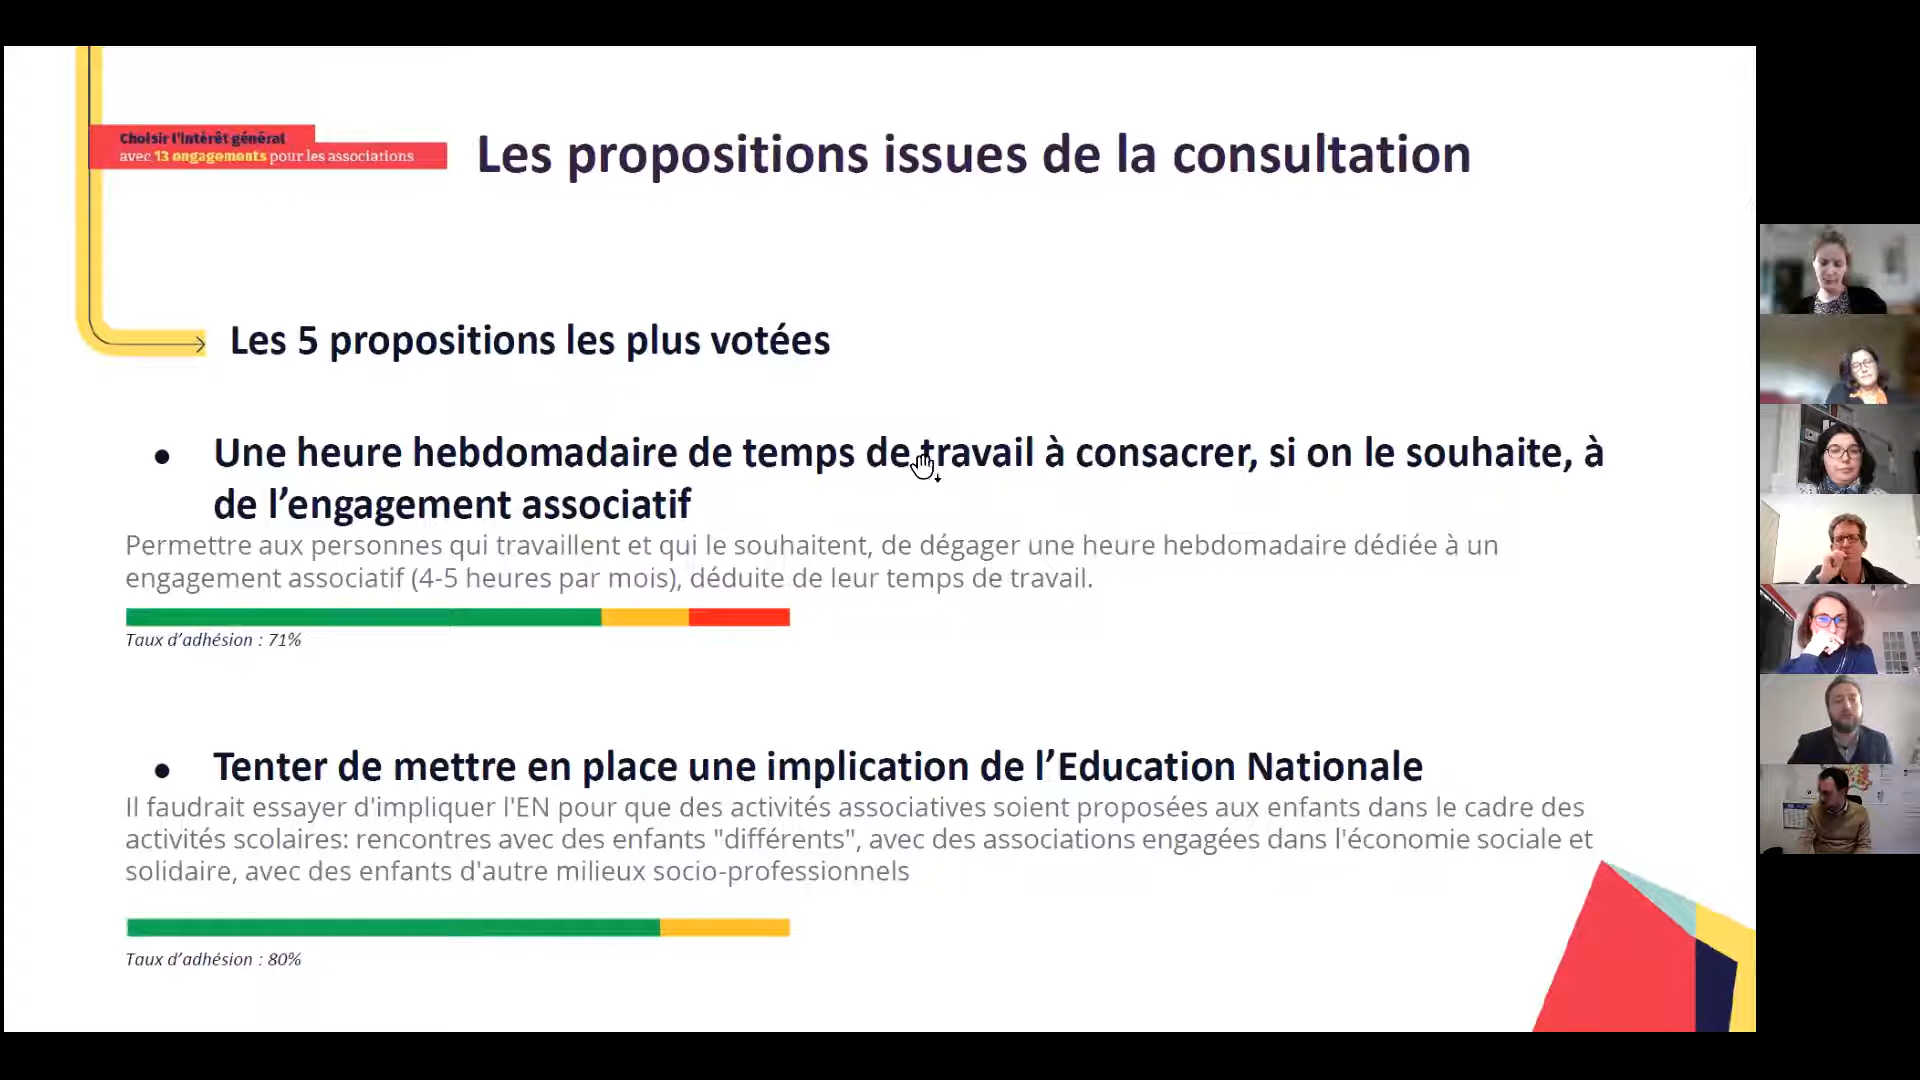 Choisir l'intérêt général
avec 13 engagements pour les associations
Les propositions issues de la consultation
Les 5 propositions les plus votées
● Une heure hebdomadaire de temps de travail à consacrer, si on le souhaite, à
de l'engagement associatif
Permettre aux personnes qui travaillent et qui le souhaitent, de dégager une heure hebdomadaire dédiée à un
engagement associatif (4-5 heures par mois), déduite de leur temps de travail.
Taux d'adhésion : 71%
● Tenter de mettre en place une implication de l'Education Nationale
Il faudrait essayer d'impliquer l'EN pour que des activités associatives soient proposées aux enfants dans le cadre des
activités scolaires: rencontres avec des enfants "différents", avec des associations engagées dans l'économie sociale et
solidaire, avec des enfants d'autre milieux socio-professionnels
Taux d'adhésion : 80%